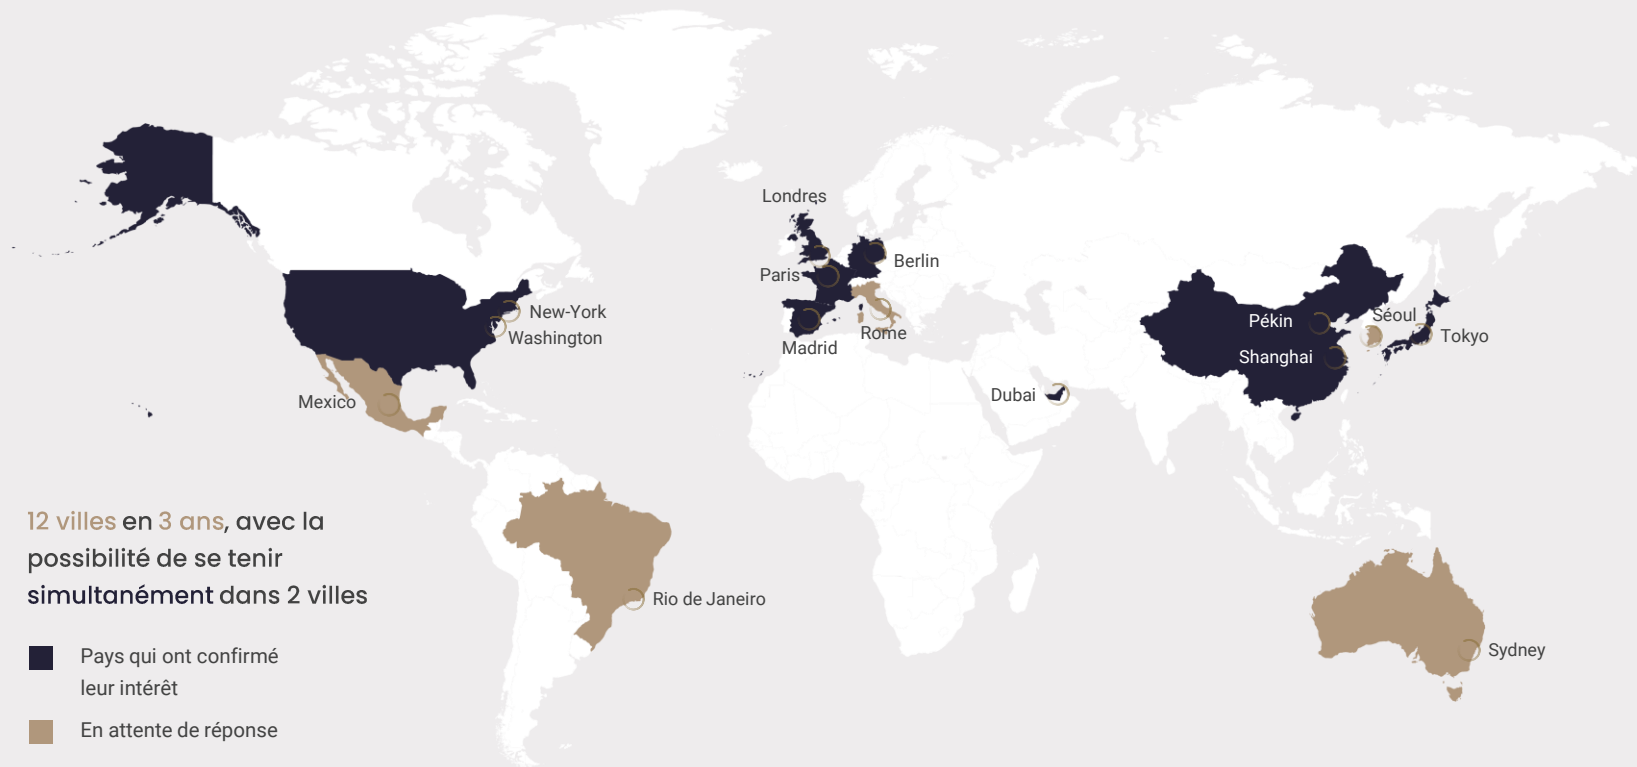 Londres
Berlin
Paris
New-York
Washington
Rome
Madrid
Mexico
Dubai
Pékin
Séoul
Tokyo
Shanghai
12 villes en 3 ans, avec la
possibilité de se tenir
simultanément dans 2 villes
Rio de Janeiro
Sydney
Pays qui ont confirmé
leur intérêt
En attente de réponse